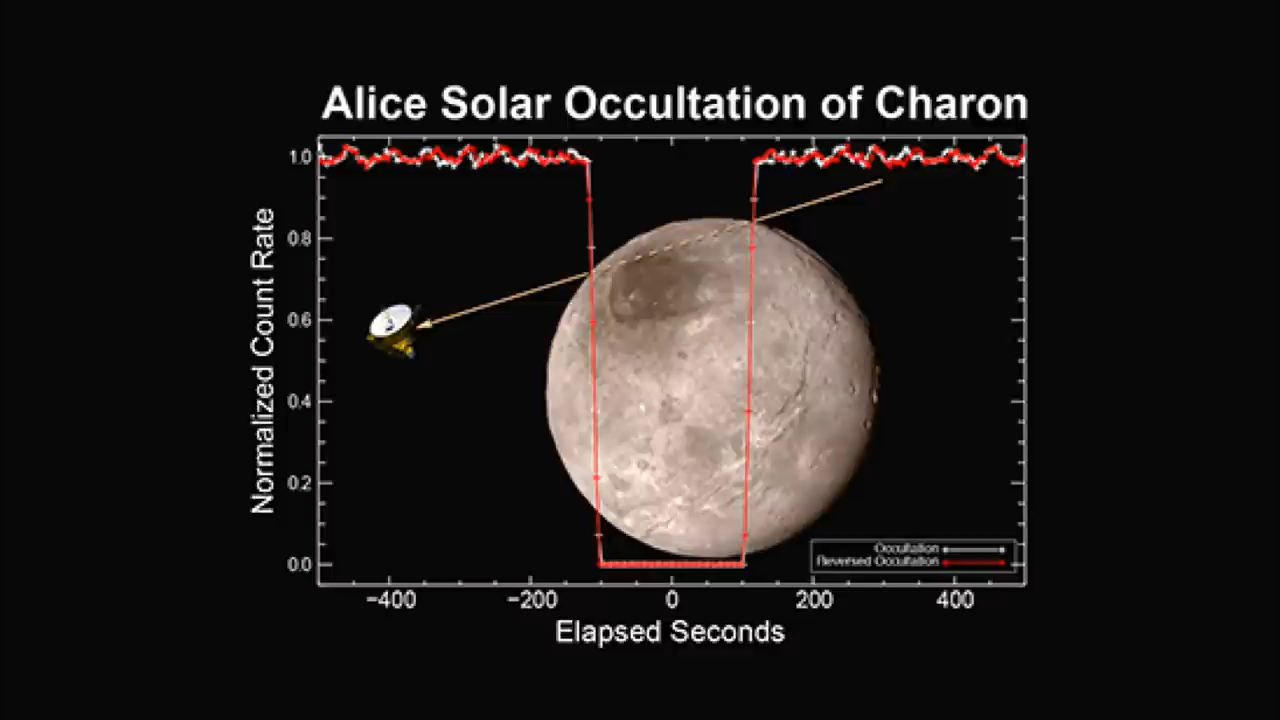 Alice Solar Occultation of Charon
Normalized Count Rate
1.0
0.8
0.6
0.4
0.2
0.0
Occultation
Reversed Occultation
−400 −200 0 200 400
Elapsed Seconds